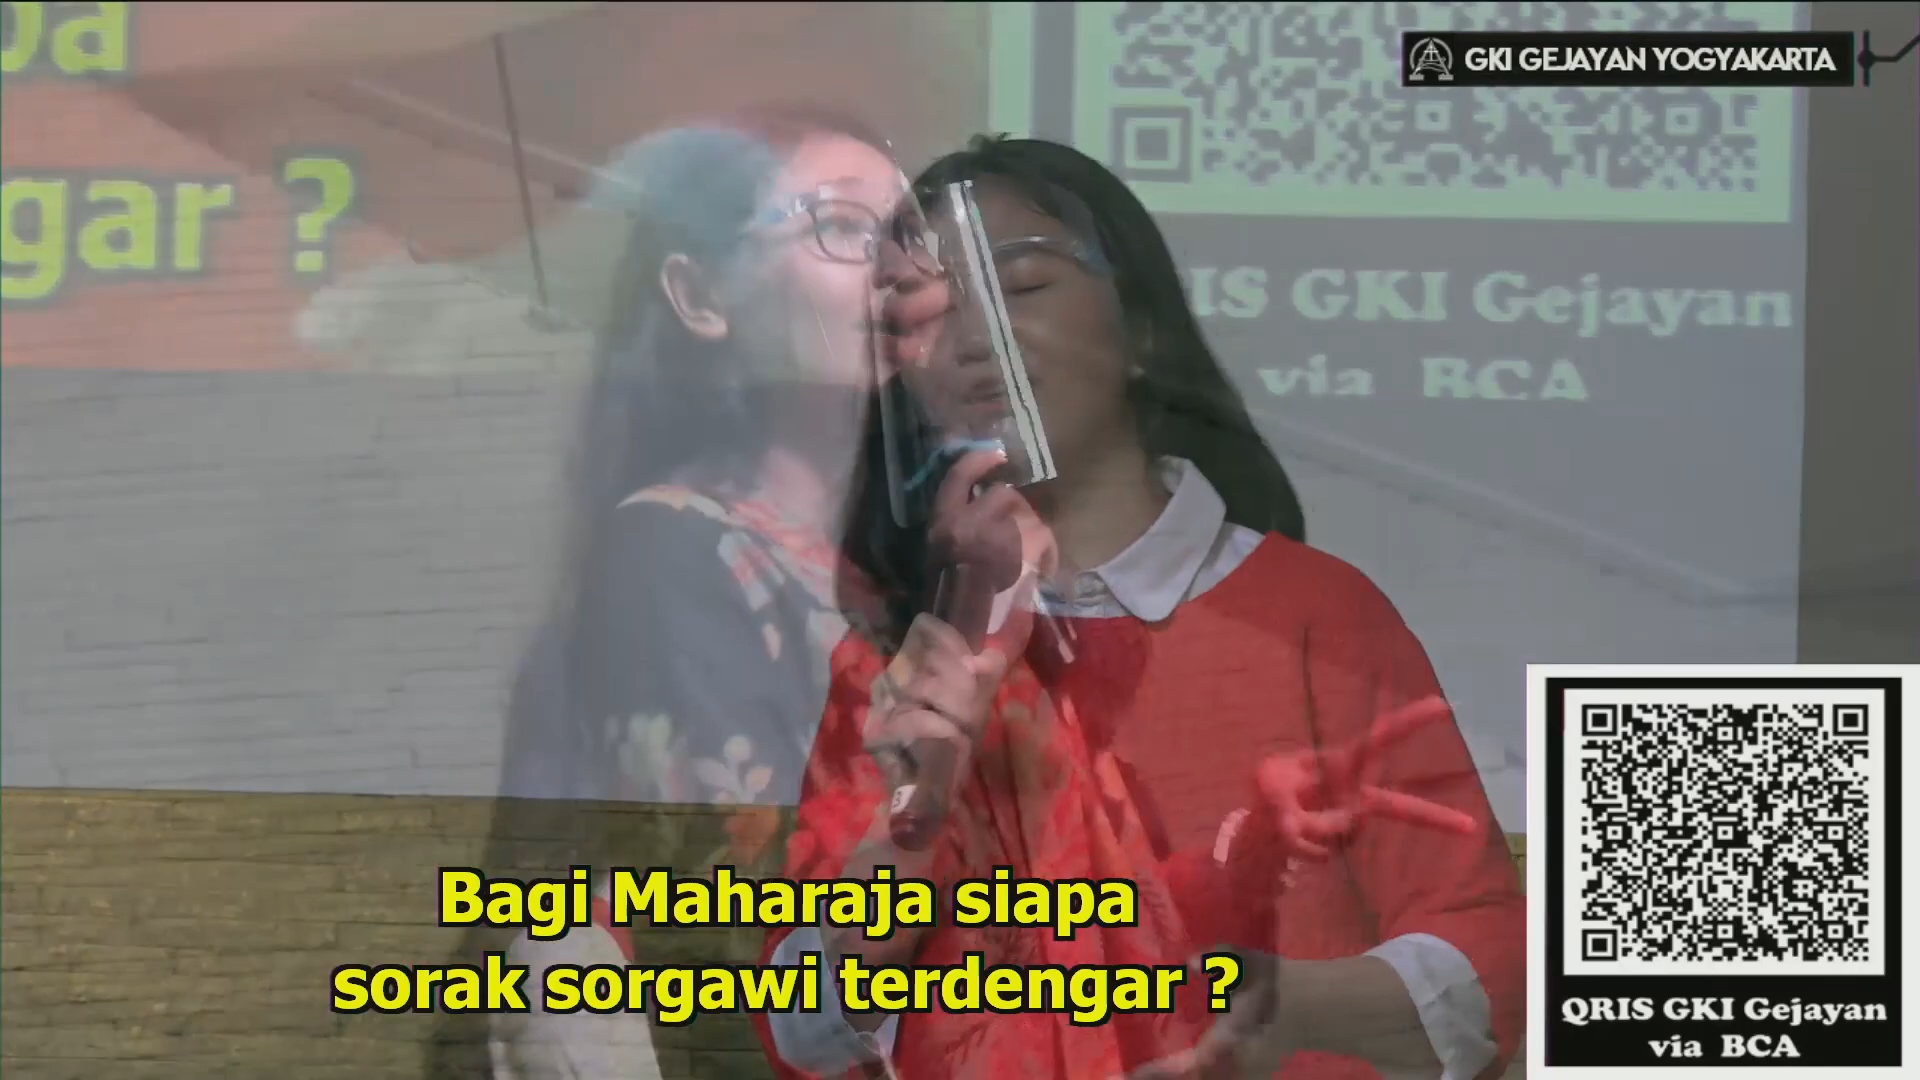 GKI GEJAYAN YOGYAKARTA
gar ?
QRIS GKI Gejayan
via BCA
Bagi Maharaja siapa
sorak sorgawi terdengar ?
QRIS GKI Gejayan
via BCA